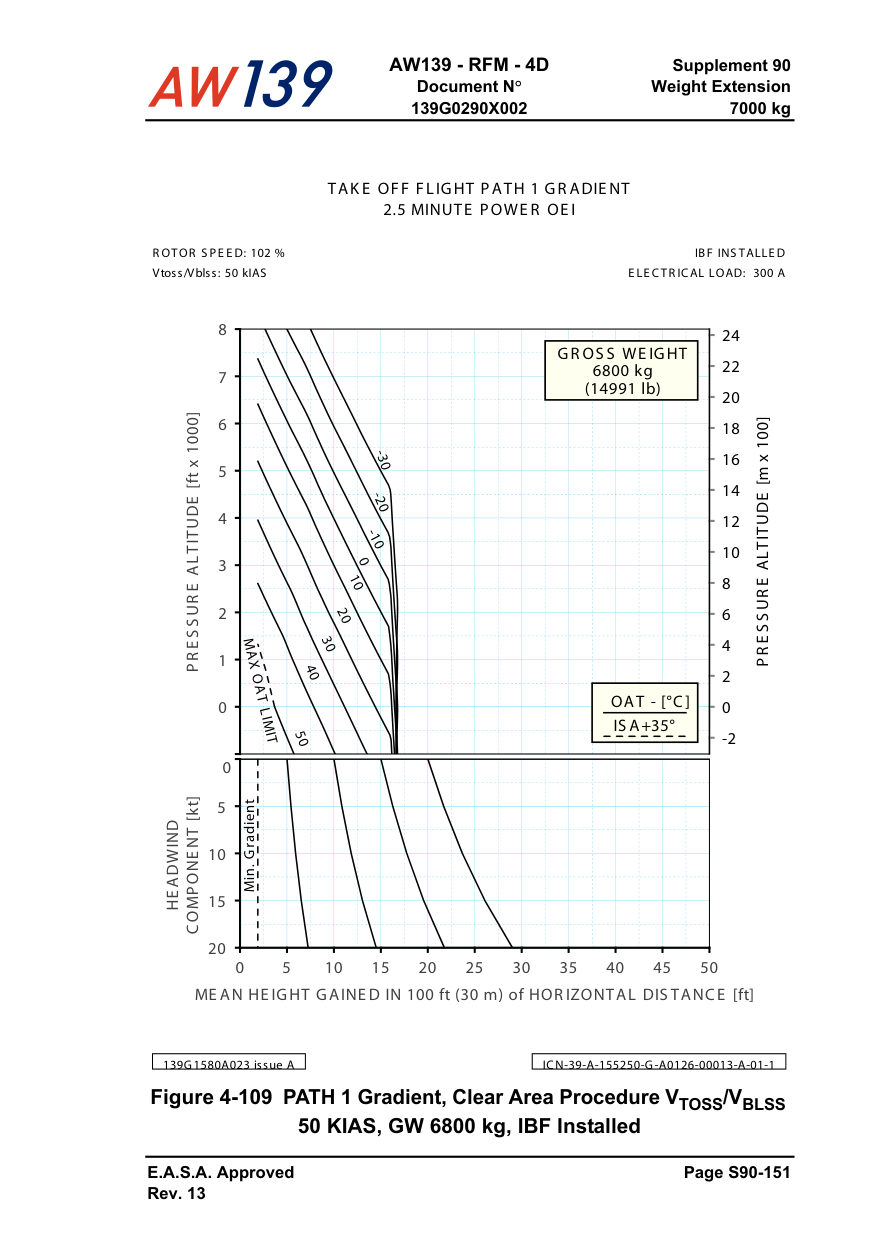 AW139
AW139 - RFM - 4D
Document N°
139G0290X002
Supplement 90
Weight Extension
7000 kg
TAKE OFF FLIGHT PATH 1 GRADIENT
2.5 MINUTE POWER OEI
ROTOR SPEED: 102 %
Vtoss/Vblss: 50 kIAS
IBF INSTALLED
ELECTRICAL LOAD: 300 A
GROSS WEIGHT
6800 kg
(14991 lb)
PRESSURE ALTITUDE [ft x 1000]
8
7
6
5
4
3
2
1
0
-30
-20
-10
0
10
20
30
40
50
MAX OAT LIMIT
24
22
20
18
16
14
12
10
8
6
4
2
0
-2
PRESSURE ALTITUDE [m x 100]
OAT - [°C]
ISA+35°
HEADWIND
COMPONENT [kt]
0
5
10
15
20
Min. Gradient
0 5 10 15 20 25 30 35 40 45 50
MEAN HEIGHT GAINED IN 100 ft (30 m) of HORIZONTAL DISTANCE [ft]
139G1580A023 issue A
ICN-39-A-155250-G-A0126-00013-A-01-1
Figure 4-109 PATH 1 Gradient, Clear Area Procedure VTOSS/VBLSS
50 KIAS, GW 6800 kg, IBF Installed
E.A.S.A. Approved
Rev. 13
Page S90-151